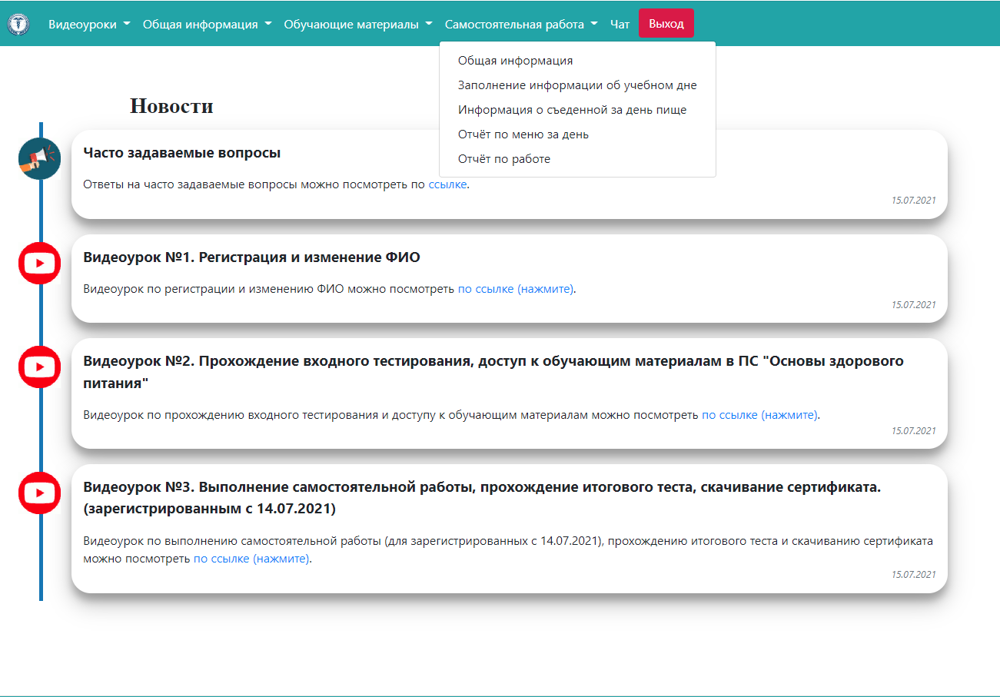 Видеоуроки Общая информация Обучающие материалы Самостоятельная работа Чат Выход
Общая информация
Заполнение информации об учебном дне
Информация о съеденной за день пище
Отчёт по меню за день
Отчёт по работе
Новости
Часто задаваемые вопросы
Ответы на часто задаваемые вопросы можно посмотреть по ссылке.
15.07.2021
Видеоурок №1. Регистрация и изменение ФИО
Видеоурок по регистрации и изменению ФИО можно посмотреть по ссылке (нажмите).
15.07.2021
Видеоурок №2. Прохождение входного тестирования, доступ к обучающим материалам в ПС "Основы здорового
питания"
Видеоурок по прохождению входного тестирования и доступу к обучающим материалам можно посмотреть по ссылке (нажмите).
15.07.2021
Видеоурок №3. Выполнение самостоятельной работы, прохождение итогового теста, скачивание сертификата.
(зарегистрированным с 14.07.2021)
Видеоурок по выполнению самостоятельной работы (для зарегистрированных с 14.07.2021), прохождению итогового теста и скачиванию сертификата
можно посмотреть по ссылке (нажмите).
15.07.2021